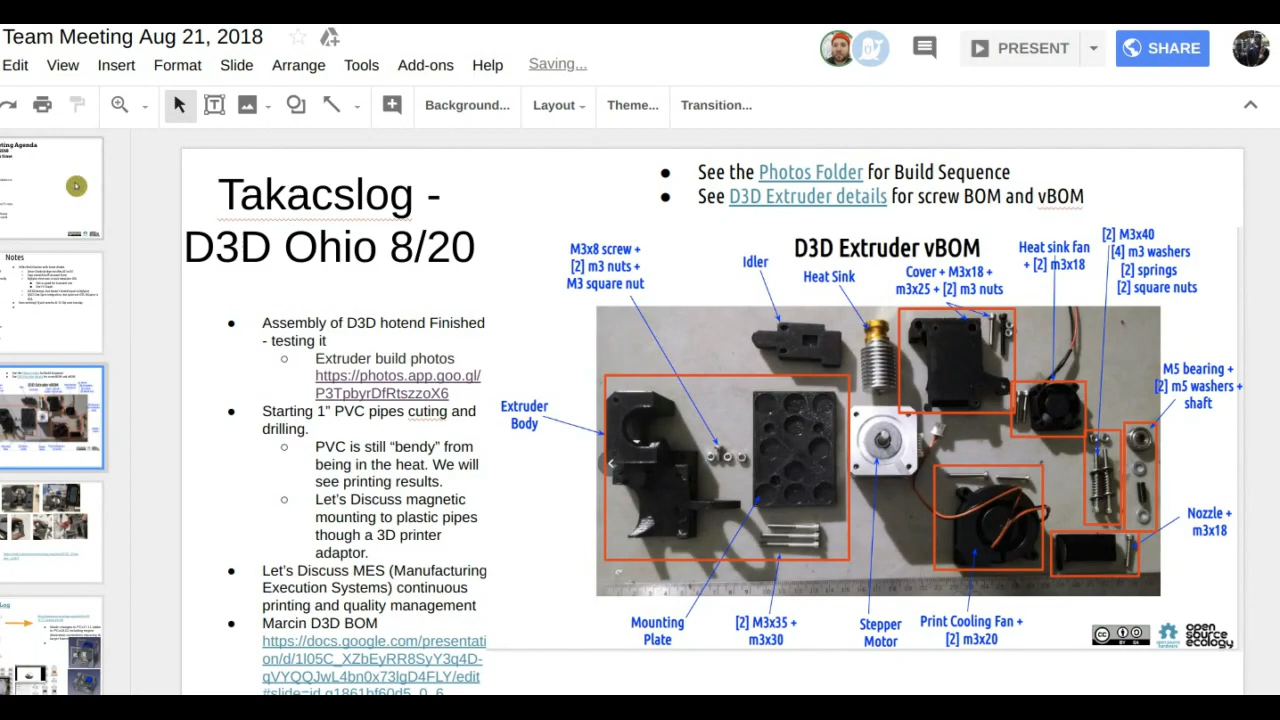 Team Meeting Aug 21, 2018
Edit View Insert Format Slide Arrange Tools Add-ons Help Saving...
PRESENT
SHARE
Background... Layout Theme... Transition...
Notes
Takacslog -
D3D Ohio 8/20
● Assembly of D3D hotend Finished
- testing it
○ Extruder build photos
https://photos.app.goo.gl/
P3TpbyrDfRtszzoX6
● Starting 1” PVC pipes cuting and
drilling.
○ PVC is still “bendy” from
being in the heat. We will
see printing results.
○ Let’s Discuss magnetic
mounting to plastic pipes
though a 3D printer
adaptor.
● Let’s Discuss MES (Manufacturing
Execution Systems) continuous
printing and quality management
● Marcin D3D BOM
https://docs.google.com/presentati
on/d/1l05C_XZbEyRR8SyY3q4D-
qVYQQJwL4bn0x73lgD4FLY/edit
#slide=id.g1861bf60d5_0_6
● See the Photos Folder for Build Sequence
● See D3D Extruder details for screw BOM and vBOM
D3D Extruder vBOM
M3x8 screw +
[2] m3 nuts +
M3 square nut
Idler
Heat Sink
Cover + M3x18 +
m3x25 + [2] m3 nuts
Heat sink fan
+ [2] m3x18
[2] M3x40
[4] m3 washers
[2] springs
[2] square nuts
M5 bearing +
[2] m5 washers +
shaft
Extruder
Body
Nozzle +
m3x18
Mounting
Plate
[2] M3x35 +
m3x30
Stepper
Motor
Print Cooling Fan +
[2] m3x20
open
source
ecology